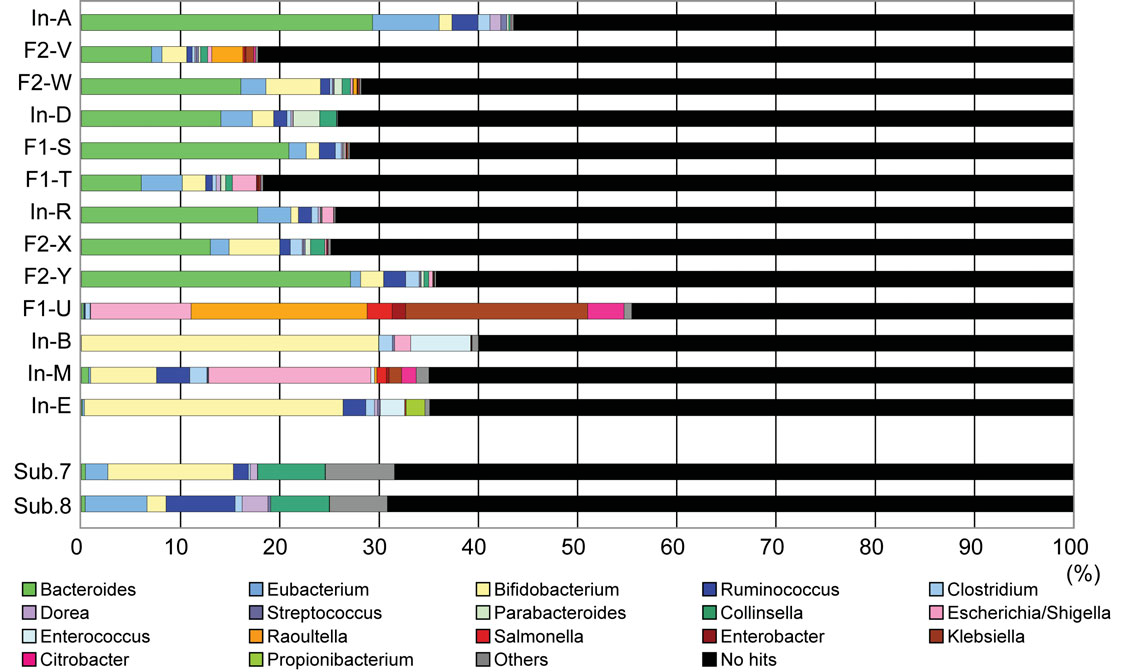 In-A
F2-V
F2-W
In-D
F1-S
F1-T
In-R
F2-X
F2-Y
F1-U
In-B
In-M
In-E
Sub.7
Sub.8
0 10 20 30 40 50 60 70 80 90 100
(%)
Bacteroides Eubacterium Bifidobacterium Ruminococcus Clostridium
Dorea Streptococcus Parabacteroides Collinsella Escherichia/Shigella
Enterococcus Raoultella Salmonella Enterobacter Klebsiella
Citrobacter Propionibacterium Others No hits